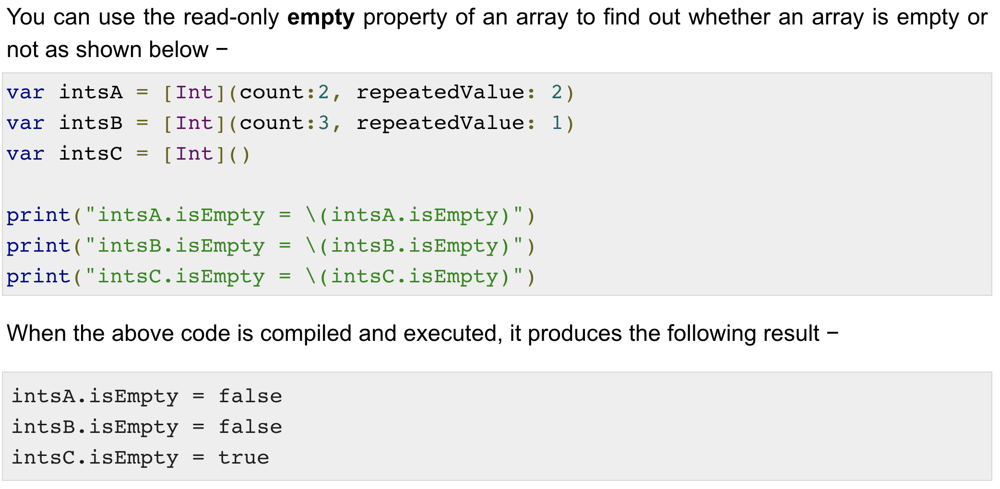 You can use the read-only empty property of an array to find out whether an array is empty or
not as shown below −
var intsA = [Int](count:2, repeatedValue: 2)
var intsB = [Int](count:3, repeatedValue: 1)
var intsC = [Int]()
print("intsA.isEmpty = \(intsA.isEmpty)")
print("intsB.isEmpty = \(intsB.isEmpty)")
print("intsC.isEmpty = \(intsC.isEmpty)")
When the above code is compiled and executed, it produces the following result −
intsA.isEmpty = false
intsB.isEmpty = false
intsC.isEmpty = true